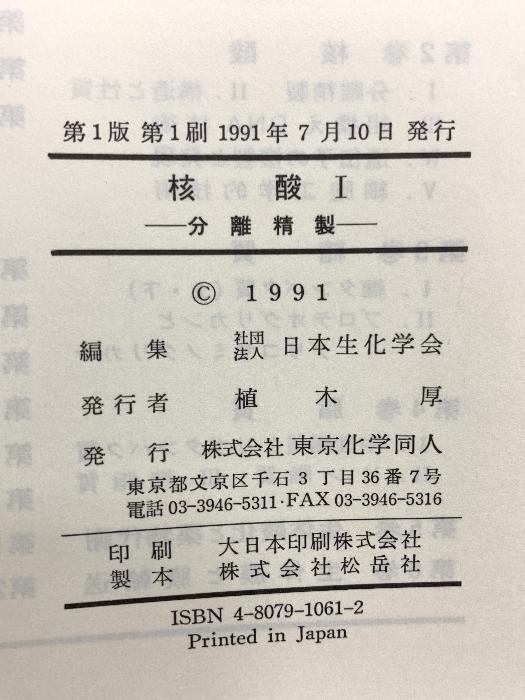 第1版 第1刷 1991年 7月10日 発行
核 酸 I
——分離精製——
© 1991
編 集 社団法人 日本生化学会
発行者 植木厚
発 行 株式会社 東京化学同人
東京都文京区千石 3 丁目36番 7号
電話 03-3946-5311・FAX 03-3946-5316
印 刷 大日本印刷株式会社
製 本 株式会社松岳社
ISBN 4-8079-1061-2
Printed in Japan